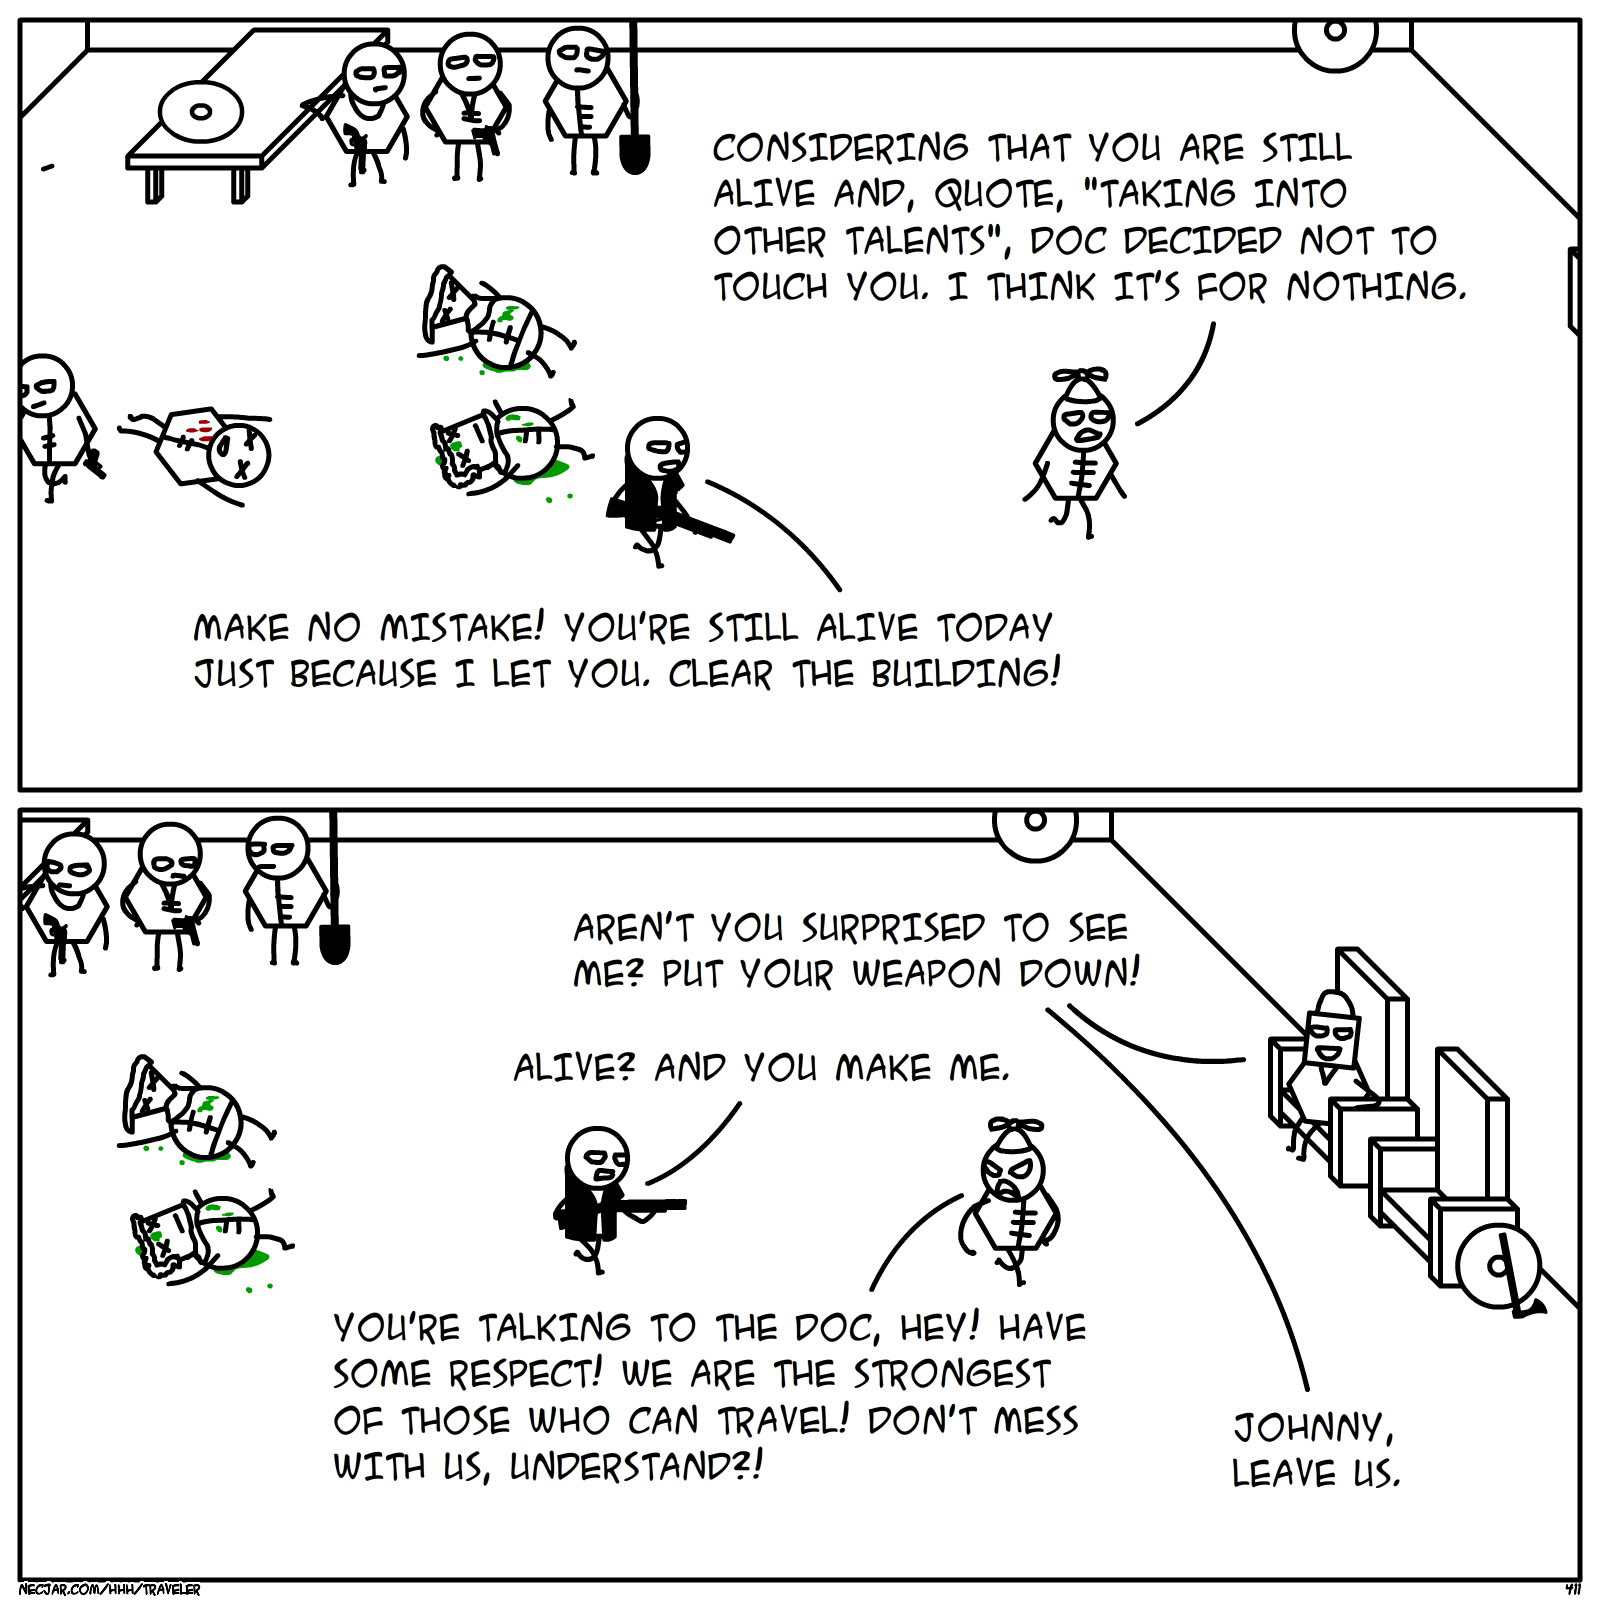 CONSIDERING THAT YOU ARE STILL
ALIVE AND, QUOTE, "TAKING INTO
OTHER TALENTS", DOC DECIDED NOT TO
TOUCH YOU. I THINK IT'S FOR NOTHING.
MAKE NO MISTAKE! YOU'RE STILL ALIVE TODAY
JUST BECAUSE I LET YOU. CLEAR THE BUILDING!
AREN'T YOU SURPRISED TO SEE
ME? PUT YOUR WEAPON DOWN!
ALIVE? AND YOU MAKE ME.
YOU'RE TALKING TO THE DOC, HEY! HAVE
SOME RESPECT! WE ARE THE STRONGEST
OF THOSE WHO CAN TRAVEL! DON'T MESS
WITH US, UNDERSTAND?!
JOHNNY,
LEAVE US.
NECJAR.COM/HHH/TRAVELER
411